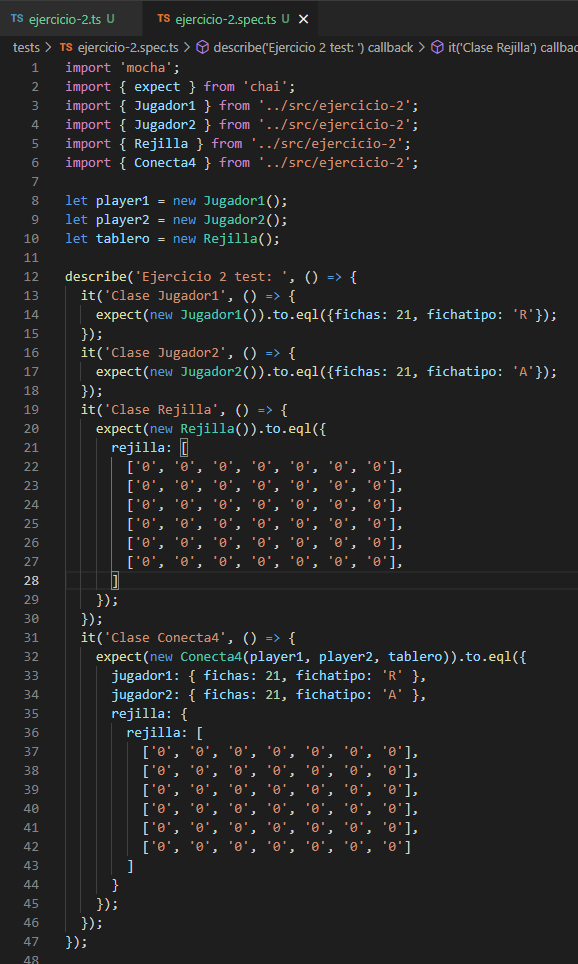 TS ejercicio-2.ts U TS ejercicio-2.spec.ts U ×
tests > TS ejercicio-2.spec.ts > describe('Ejercicio 2 test: ') callback > it('Clase Rejilla') callbac
1 import 'mocha';
2 import { expect } from 'chai';
3 import { Jugador1 } from '../src/ejercicio-2';
4 import { Jugador2 } from '../src/ejercicio-2';
5 import { Rejilla } from '../src/ejercicio-2';
6 import { Conecta4 } from '../src/ejercicio-2';
7
8 let player1 = new Jugador1();
9 let player2 = new Jugador2();
10 let tablero = new Rejilla();
11
12 describe('Ejercicio 2 test: ', () => {
13 it('Clase Jugador1', () => {
14 expect(new Jugador1()).to.eql({fichas: 21, fichatipo: 'R'});
15 });
16 it('Clase Jugador2', () => {
17 expect(new Jugador2()).to.eql({fichas: 21, fichatipo: 'A'});
18 });
19 it('Clase Rejilla', () => {
20 expect(new Rejilla()).to.eql({
21 rejilla: [
22 ['0', '0', '0', '0', '0', '0', '0'],
23 ['0', '0', '0', '0', '0', '0', '0'],
24 ['0', '0', '0', '0', '0', '0', '0'],
25 ['0', '0', '0', '0', '0', '0', '0'],
26 ['0', '0', '0', '0', '0', '0', '0'],
27 ['0', '0', '0', '0', '0', '0', '0'],
28 ]
29 });
30 });
31 it('Clase Conecta4', () => {
32 expect(new Conecta4(player1, player2, tablero)).to.eql({
33 jugador1: { fichas: 21, fichatipo: 'R' },
34 jugador2: { fichas: 21, fichatipo: 'A' },
35 rejilla: {
36 rejilla: [
37 ['0', '0', '0', '0', '0', '0', '0'],
38 ['0', '0', '0', '0', '0', '0', '0'],
39 ['0', '0', '0', '0', '0', '0', '0'],
40 ['0', '0', '0', '0', '0', '0', '0'],
41 ['0', '0', '0', '0', '0', '0', '0'],
42 ['0', '0', '0', '0', '0', '0', '0']
43 ]
44 }
45 });
46 });
47 });
48